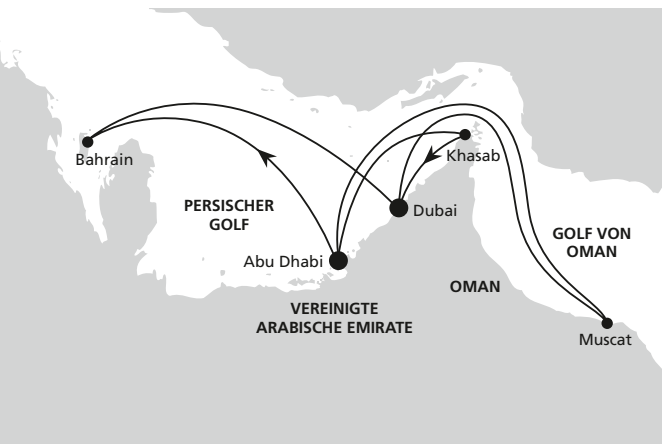 Bahrain
Khasab
PERSISCHER
GOLF
Dubai
GOLF VON
OMAN
Abu Dhabi
OMAN
VEREINIGTE
ARABISCHE EMIRATE
Muscat